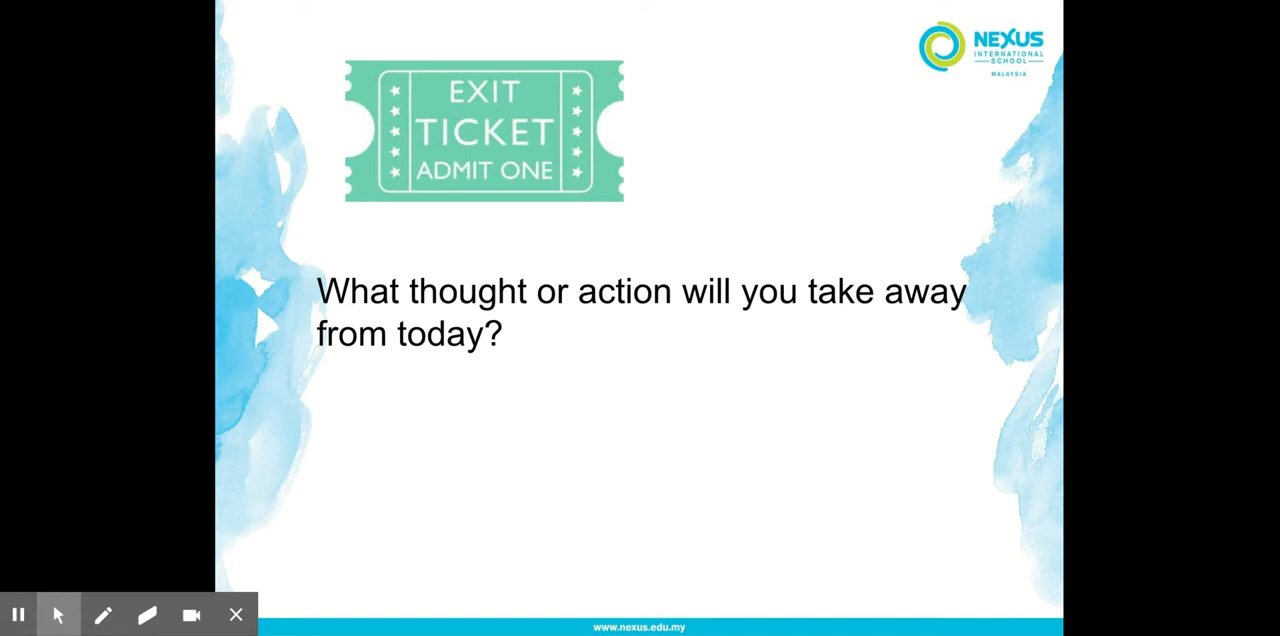 EXIT
TICKET
ADMIT ONE
NEXUS
INTERNATIONAL
SCHOOL
MALAYSIA
What thought or action will you take away
from today?
www.nexus.edu.my